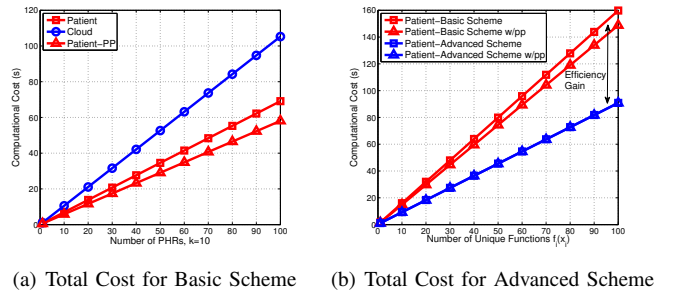 120
100
80
60
40
20
0
Computational Cost (s)
Patient
Cloud
Patient-PP
0 10 20 30 40 50 60 70 80 90 100
Number of PHRs, k=10
(a) Total Cost for Basic Scheme
160
140
120
100
80
60
40
20
0
Computational Cost (s)
Patient-Basic Scheme
Patient-Basic Scheme w/pp
Patient-Advanced Scheme
Patient-Advanced Scheme w/pp
Efficiency
Gain
0 10 20 30 40 50 60 70 80 90 100
Number of Unique Functions f_i(x_t)
(b) Total Cost for Advanced Scheme